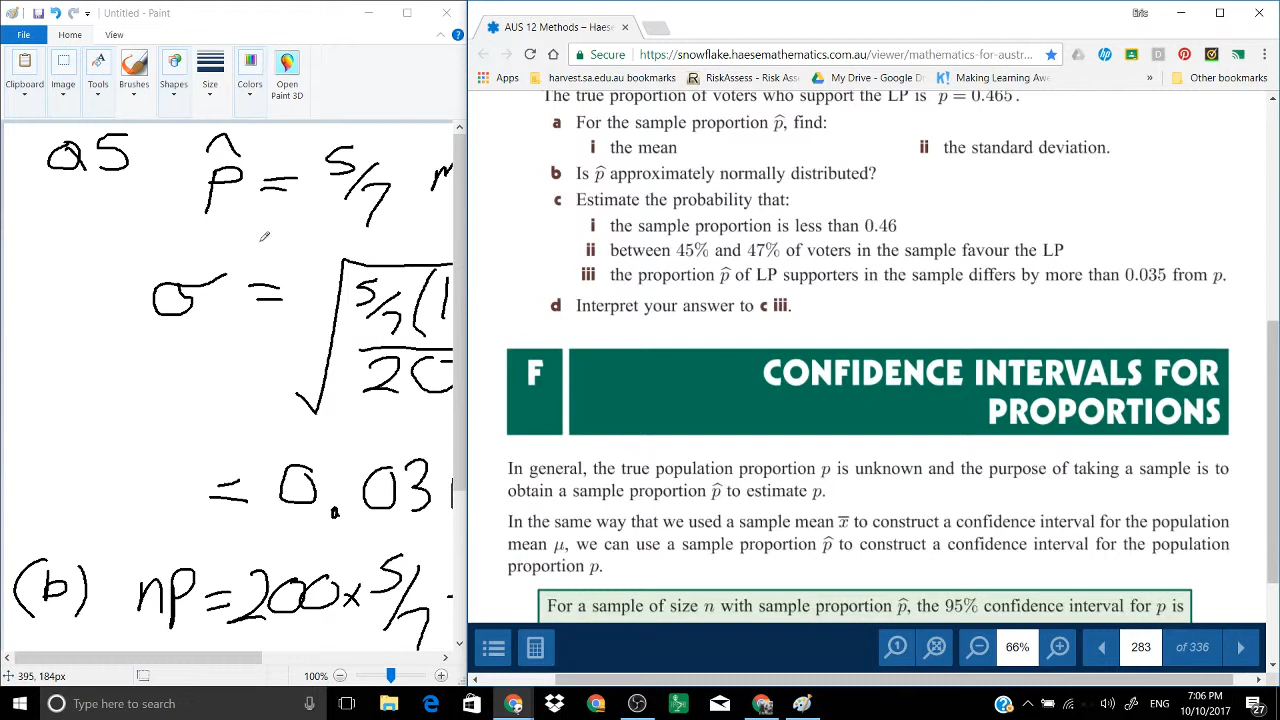 Untitled - Paint
File Home View
Clipboard Image Tools Brushes Shapes Size Colors Open Paint 3D
Q5 p̂ = 5/7
σ = √ 5/7 (1
20
= 0.03
(b) np = 200 × 5/7
395, 184px 100%
Eric
AUS 12 Methods – Haese
Secure https://snowflake.haesemathematics.com.au/viewer/mathematics-for-austr
Apps harvest.sa.edu.au bookmarks RiskAssess - Risk Ass My Drive - Google D Making Learning Awe » Other bookmarks
The true proportion of voters who support the LP is p = 0.465.
a For the sample proportion p̂, find:
i the mean ii the standard deviation.
b Is p̂ approximately normally distributed?
c Estimate the probability that:
i the sample proportion is less than 0.46
ii between 45% and 47% of voters in the sample favour the LP
iii the proportion p̂ of LP supporters in the sample differs by more than 0.035 from p.
d Interpret your answer to c iii.
F CONFIDENCE INTERVALS FOR
PROPORTIONS
In general, the true population proportion p is unknown and the purpose of taking a sample is to
obtain a sample proportion p̂ to estimate p.
In the same way that we used a sample mean x̄ to construct a confidence interval for the population
mean μ, we can use a sample proportion p̂ to construct a confidence interval for the population
proportion p.
For a sample of size n with sample proportion p̂, the 95% confidence interval for p is
66% 283 of 336
Type here to search
ENG 7:06 PM
10/10/2017
27